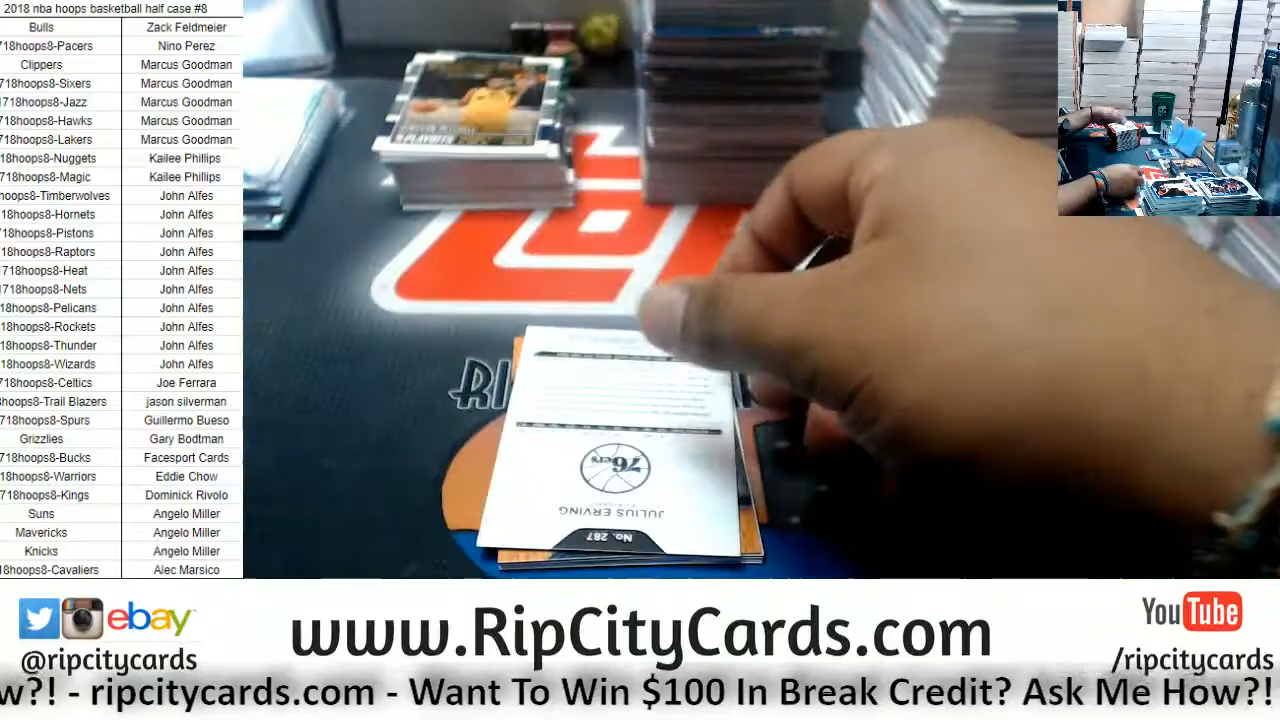 2018 nba hoops basketball half case #8
Bulls Zack Feldmeier
718hoops8-Pacers Nino Perez
Clippers Marcus Goodman
718hoops8-Sixers Marcus Goodman
1718hoops8-Jazz Marcus Goodman
718hoops8-Hawks Marcus Goodman
718hoops8-Lakers Marcus Goodman
18hoops8-Nuggets Kailee Phillips
718hoops8-Magic Kailee Phillips
hoops8-Timberwolves John Alfes
18hoops8-Hornets John Alfes
718hoops8-Pistons John Alfes
18hoops8-Raptors John Alfes
1718hoops8-Heat John Alfes
1718hoops8-Nets John Alfes
18hoops8-Pelicans John Alfes
18hoops8-Rockets John Alfes
18hoops8-Thunder John Alfes
18hoops8-Wizards John Alfes
718hoops8-Celtics Joe Ferrara
hoops8-Trail Blazers jason silverman
718hoops8-Spurs Guillermo Bueso
Grizzlies Gary Bodtman
718hoops8-Bucks Facesport Cards
18hoops8-Warriors Eddie Chow
718hoops8-Kings Dominick Rivolo
Suns Angelo Miller
Mavericks Angelo Miller
Knicks Angelo Miller
18hoops8-Cavaliers Alec Marsico
RI
76ers
JULIUS ERVING
No. 287
ebay
@ripcitycards
www.RipCityCards.com
YouTube
/ripcitycards
w?! - ripcitycards.com - Want To Win $100 In Break Credit? Ask Me How?!